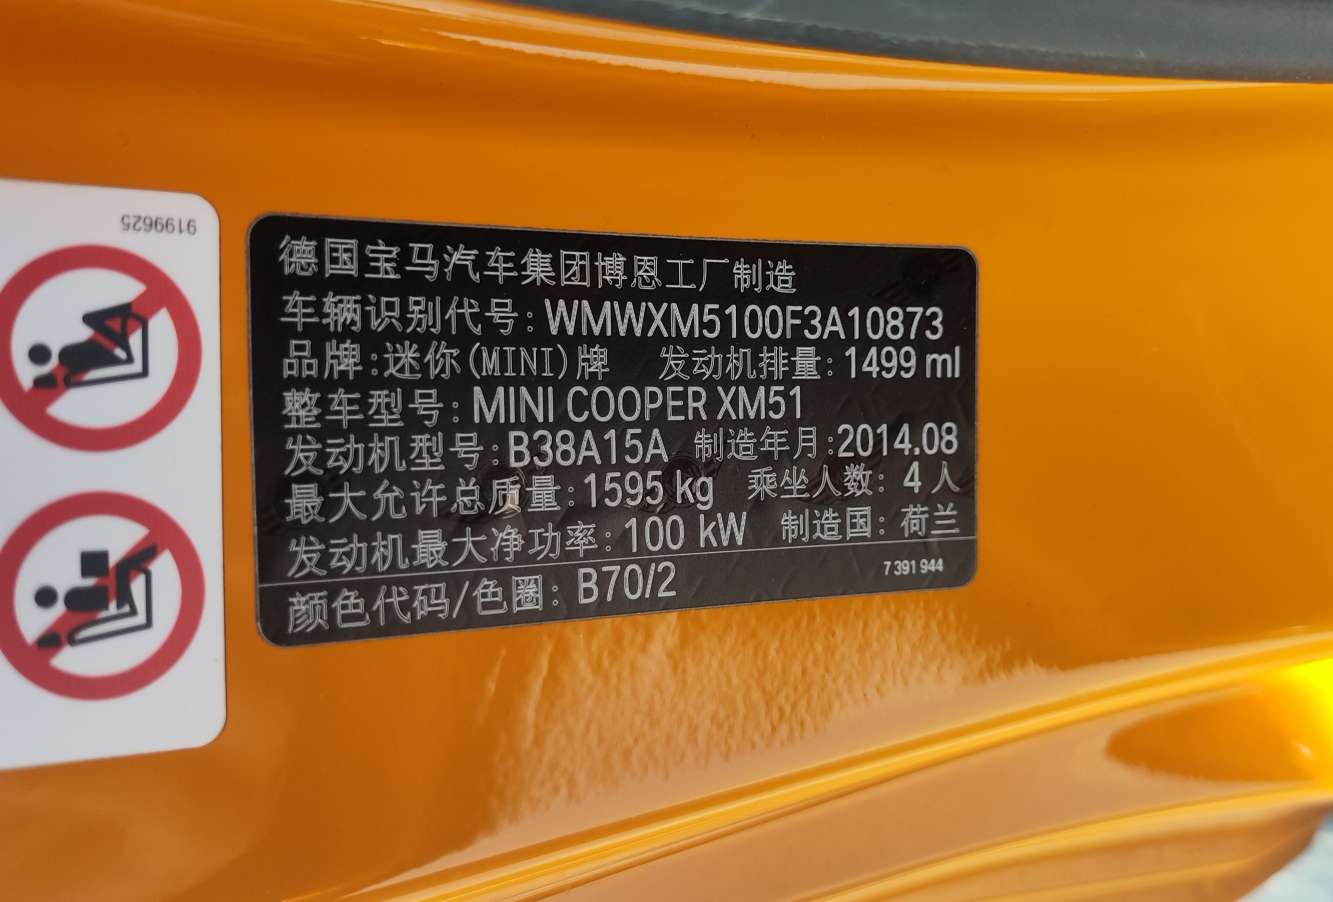 9199625
德国宝马汽车集团博恩工厂制造
车辆识别代号:WMWXM5100F3A10873
品牌:迷你(MINI)牌 发动机排量:1499 ml
整车型号:MINI COOPER XM51
发动机型号:B38A15A 制造年月:2014.08
最大允许总质量:1595 kg 乘坐人数:4 人
发动机最大净功率:100 kW 制造国:荷兰
7 391 944
颜色代码/色圈:B70/2